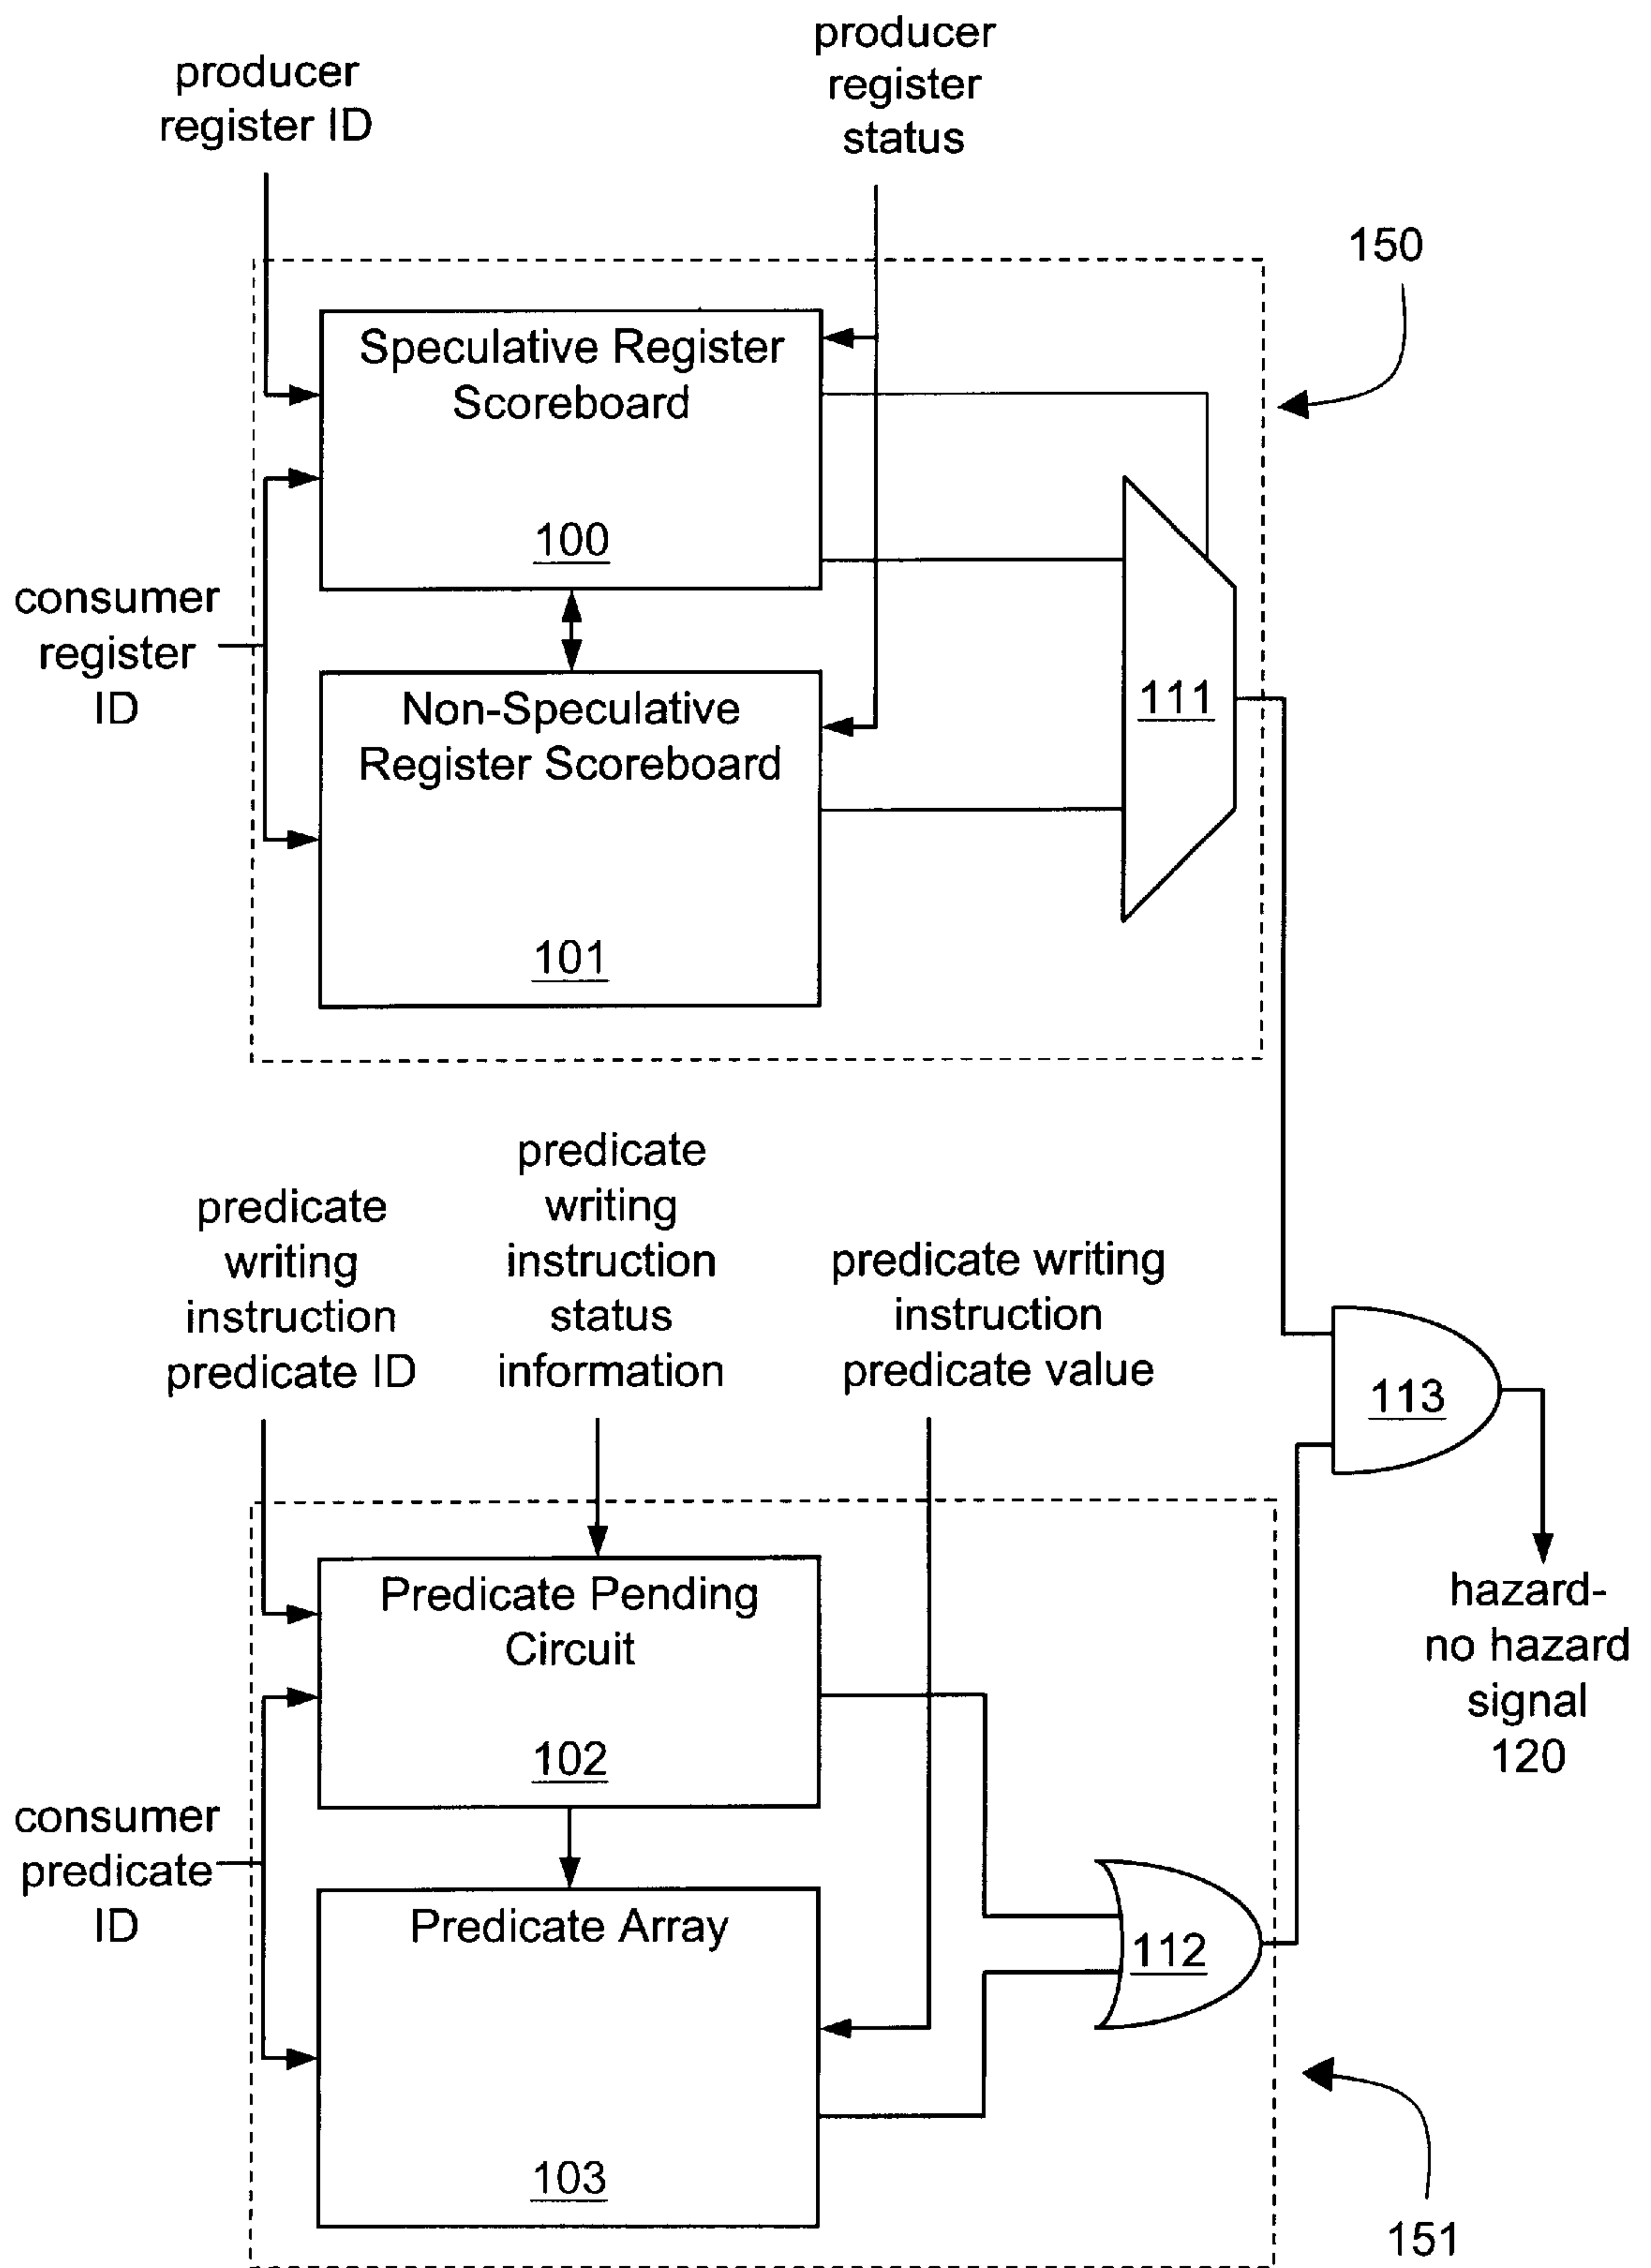 producer
register
status
producer
register ID
150
Speculative Register
Scoreboard
100
consumer
register
ID
111
Non-Speculative
Register Scoreboard
101
predicate
writing
instruction
predicate ID
predicate
writing
instruction
status
information
predicate writing
instruction
predicate value
113
Predicate Pending
Circuit
102
hazard-
no hazard
signal
120
consumer
predicate
ID
Predicate Array
112
103
151